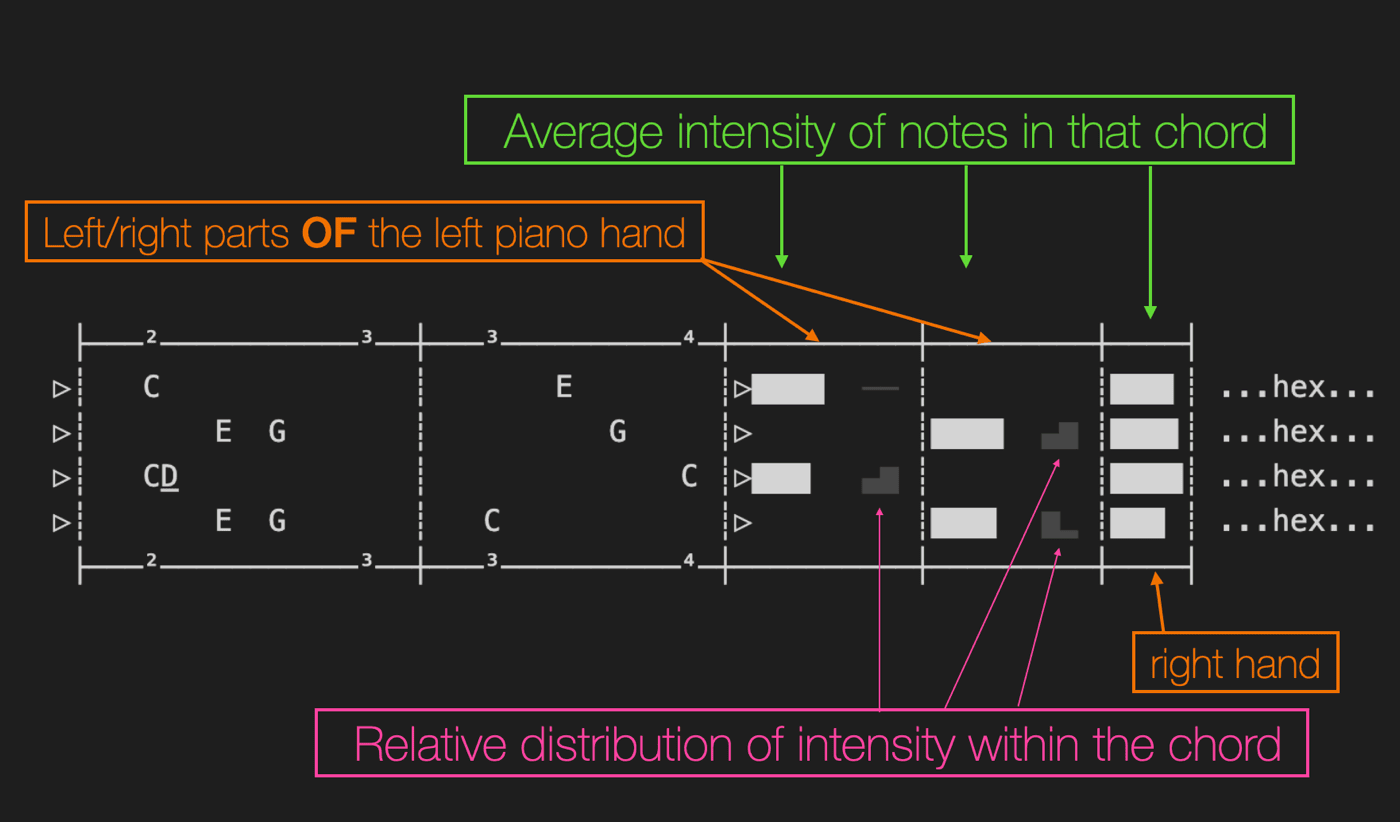 Average intensity of notes in that chord
Left/right parts OF the left piano hand
2 3 3 4
C E ...hex...
E G G ...hex...
CD C ...hex...
E G C ...hex...
2 3 3 4
right hand
Relative distribution of intensity within the chord